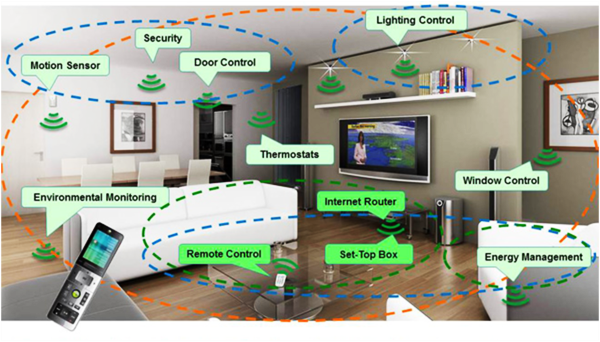 Lighting Control
Security
Motion Sensor
Door Control
Thermostats
Window Control
Environmental Monitoring
Internet Router
Remote Control
Set-Top Box
Energy Management